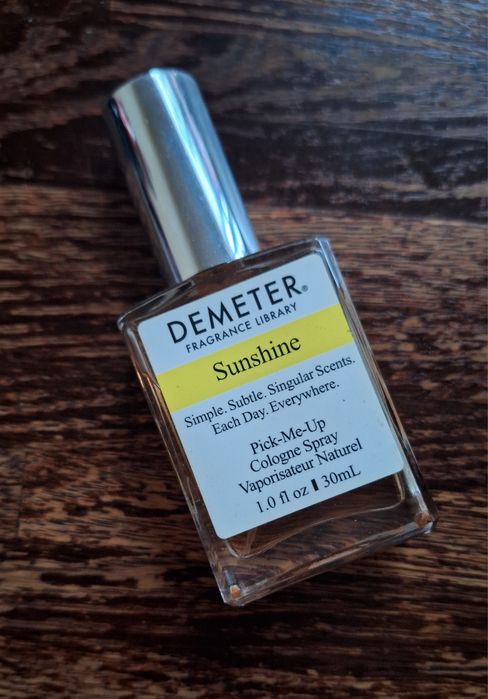 DEMETER®
FRAGRANCE LIBRARY
Sunshine
Simple. Subtle. Singular Scents.
Each Day. Everywhere.
Pick-Me-Up
Cologne Spray
Vaporisateur Naturel
1.0 fl oz ▮ 30mL